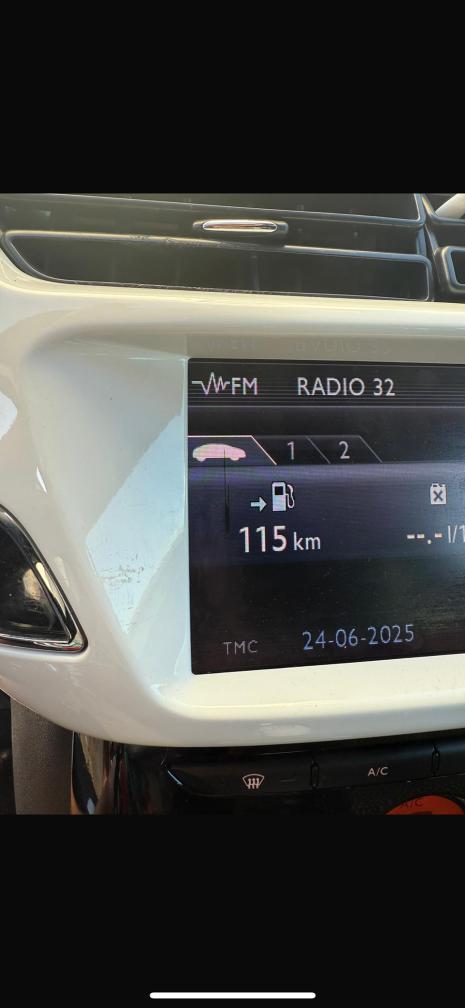 FM RADIO 32
1 2
115 km --.- l/1
TMC 24-06-2025
A/C
A/C